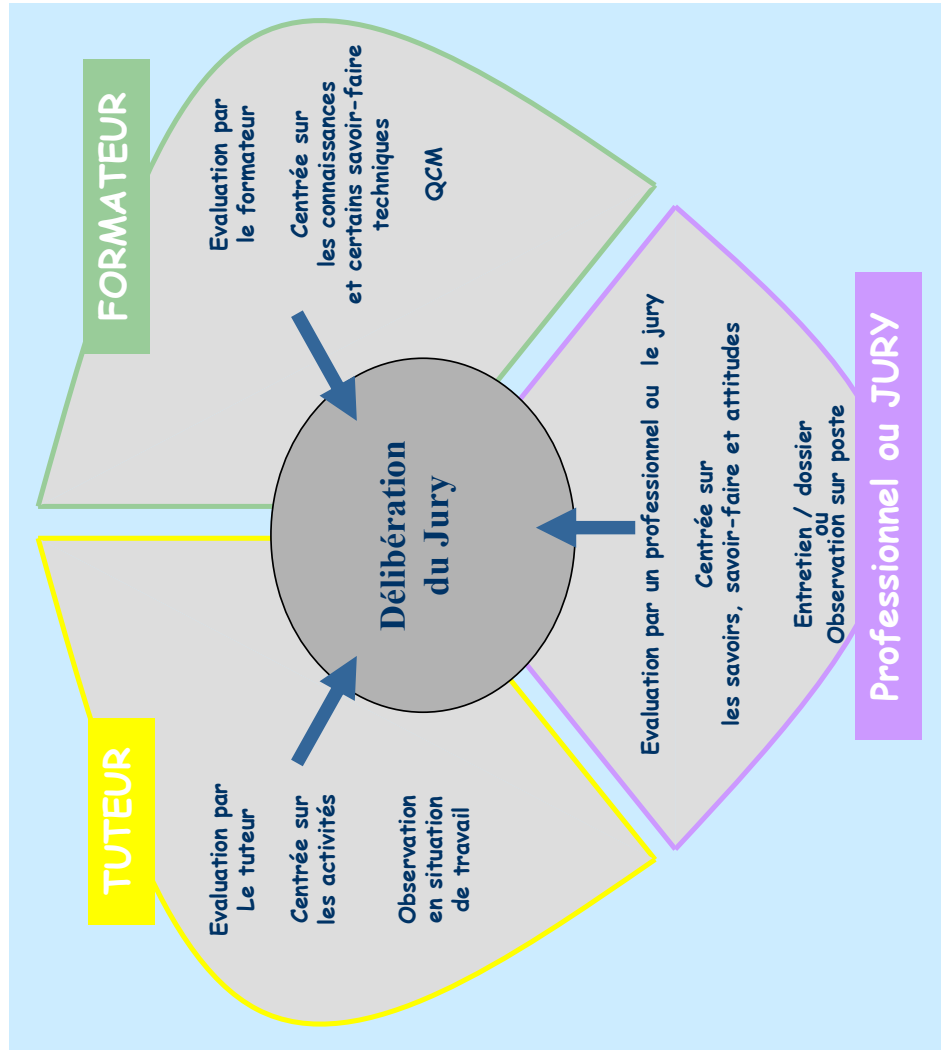 TUTEUR
Evaluation par
Le tuteur
Centrée sur
les activités
Observation
en situation
de travail
FORMATEUR
Evaluation par
le formateur
Centrée sur
les connaissances
et certains savoir-faire
techniques
QCM
Délibération
du Jury
Evaluation par un professionnel ou le jury
Centrée sur
les savoirs, savoir-faire et attitudes
Entretien / dossier
ou
Observation sur poste
Professionnel ou JURY